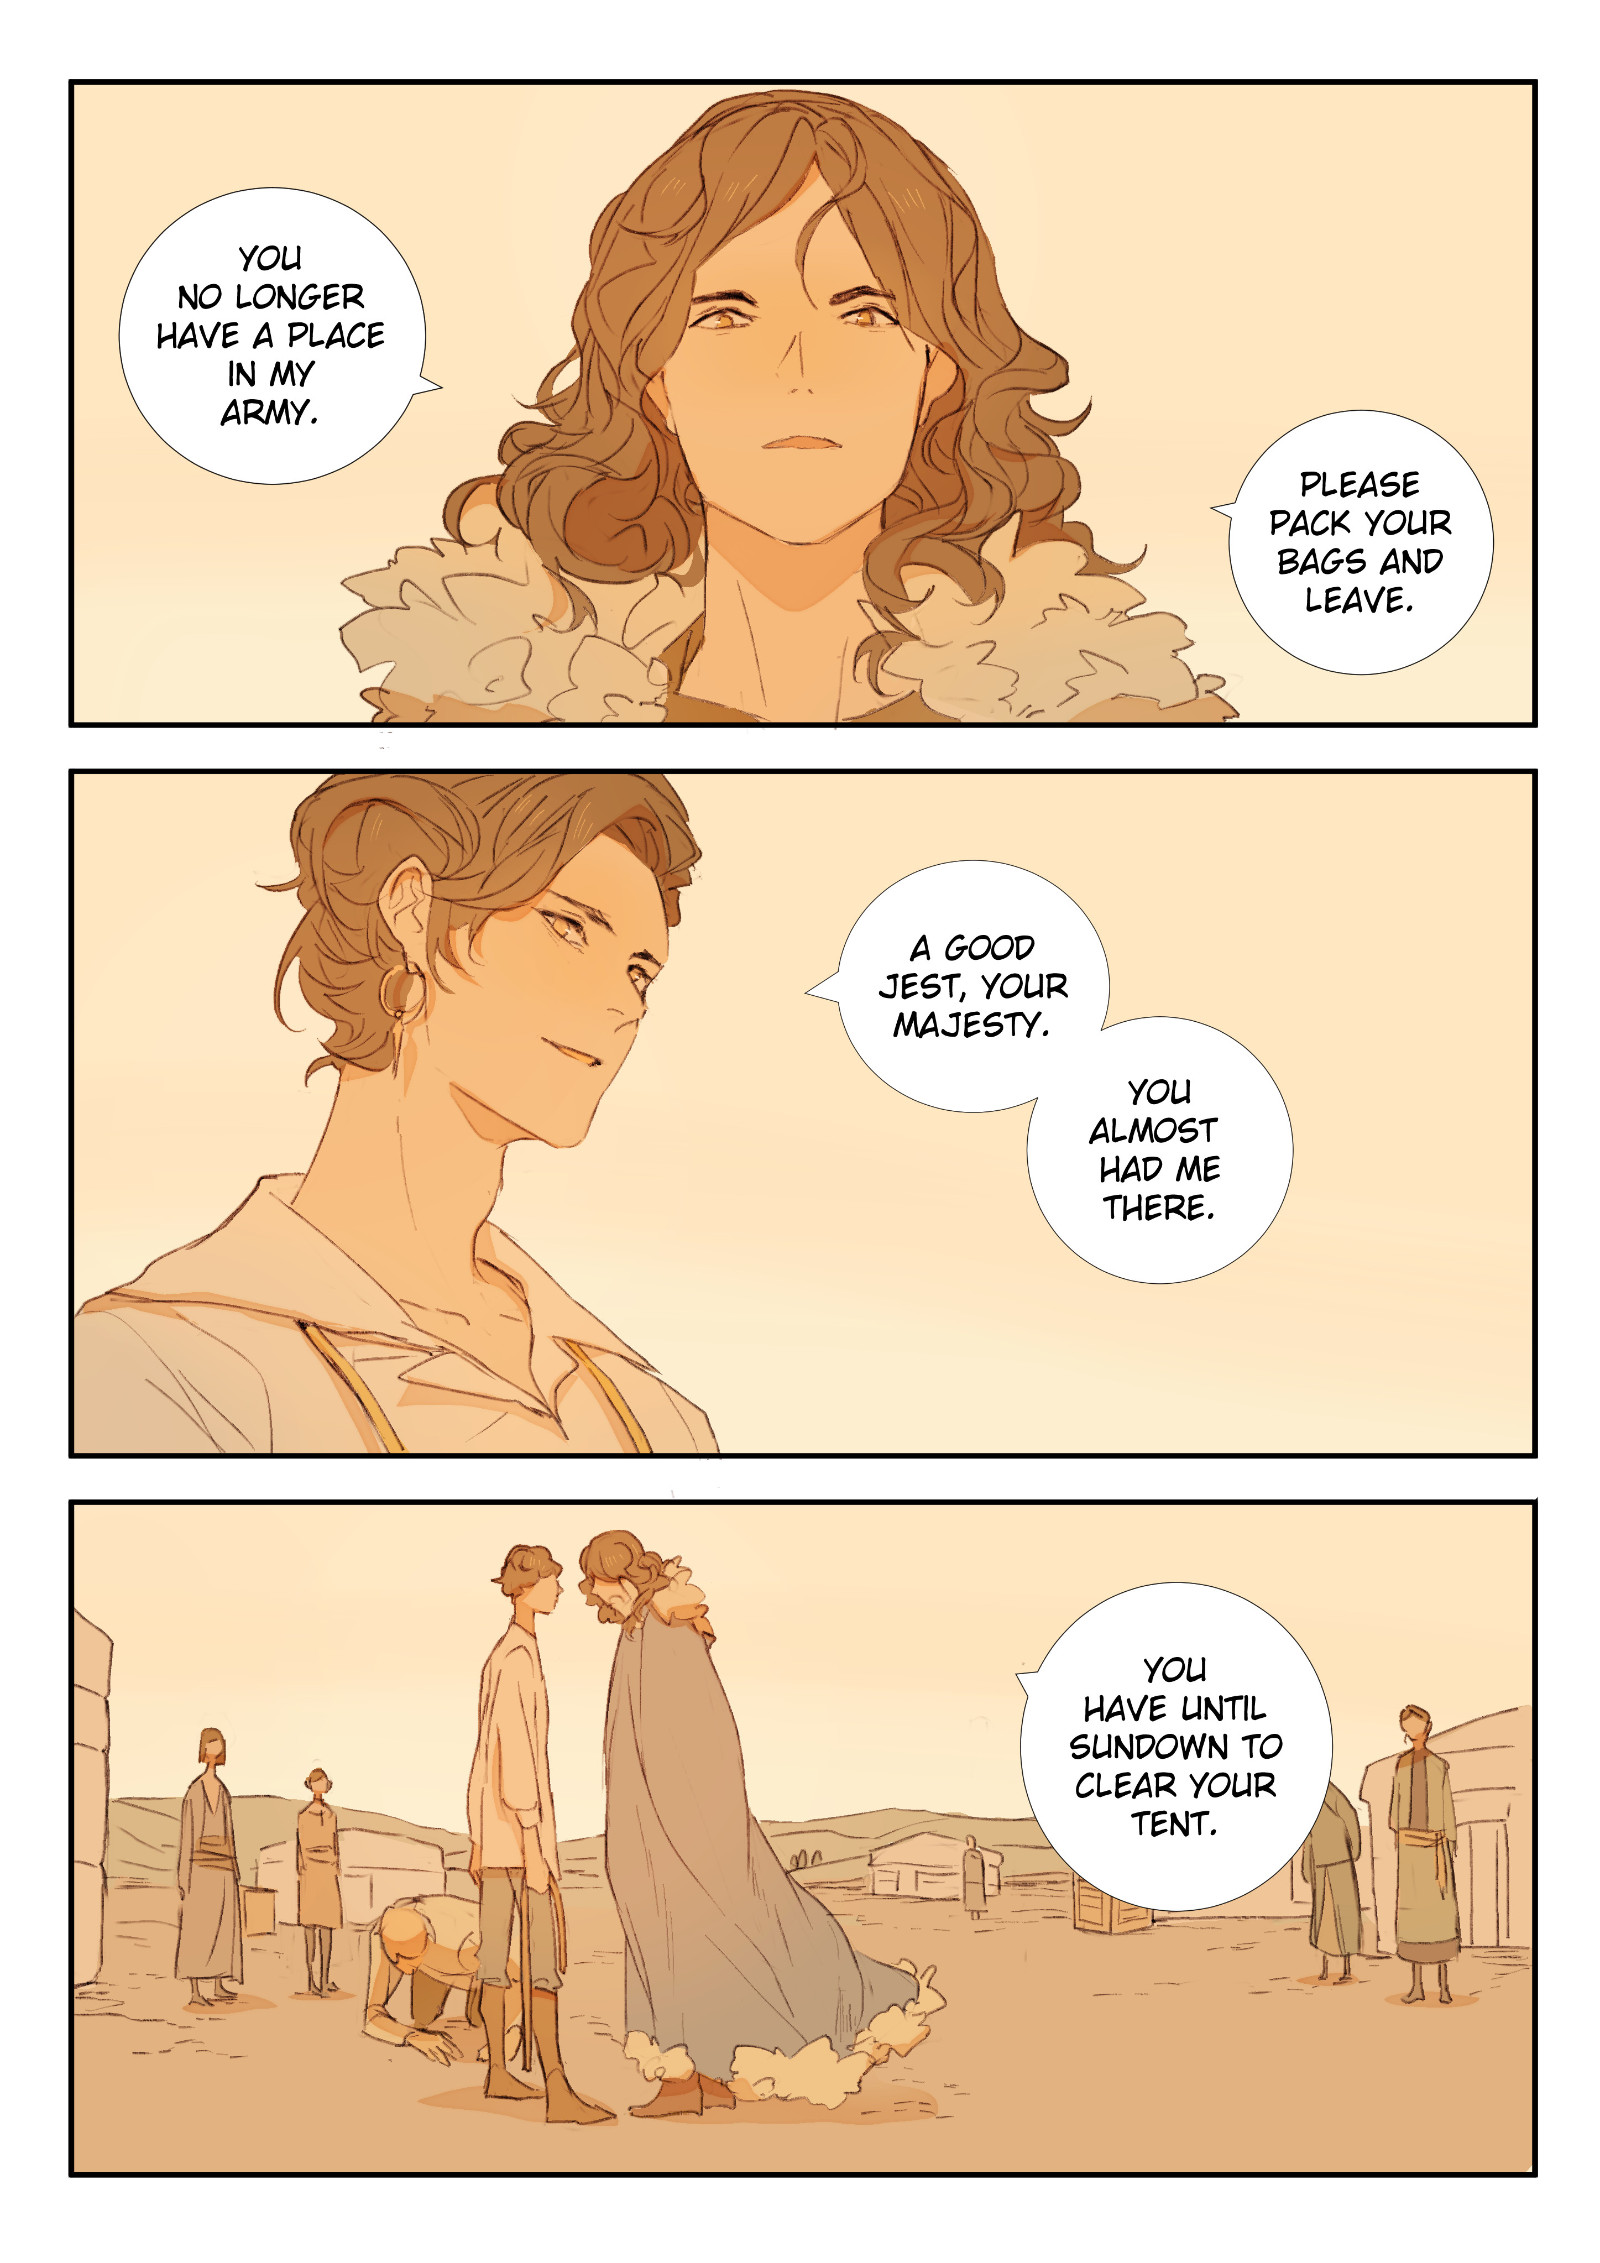 YOU
NO LONGER
HAVE A PLACE
IN MY
ARMY.
PLEASE
PACK YOUR
BAGS AND
LEAVE.
A GOOD
JEST, YOUR
MAJESTY.
YOU
ALMOST
HAD ME
THERE.
YOU
HAVE UNTIL
SUNDOWN TO
CLEAR YOUR
TENT.